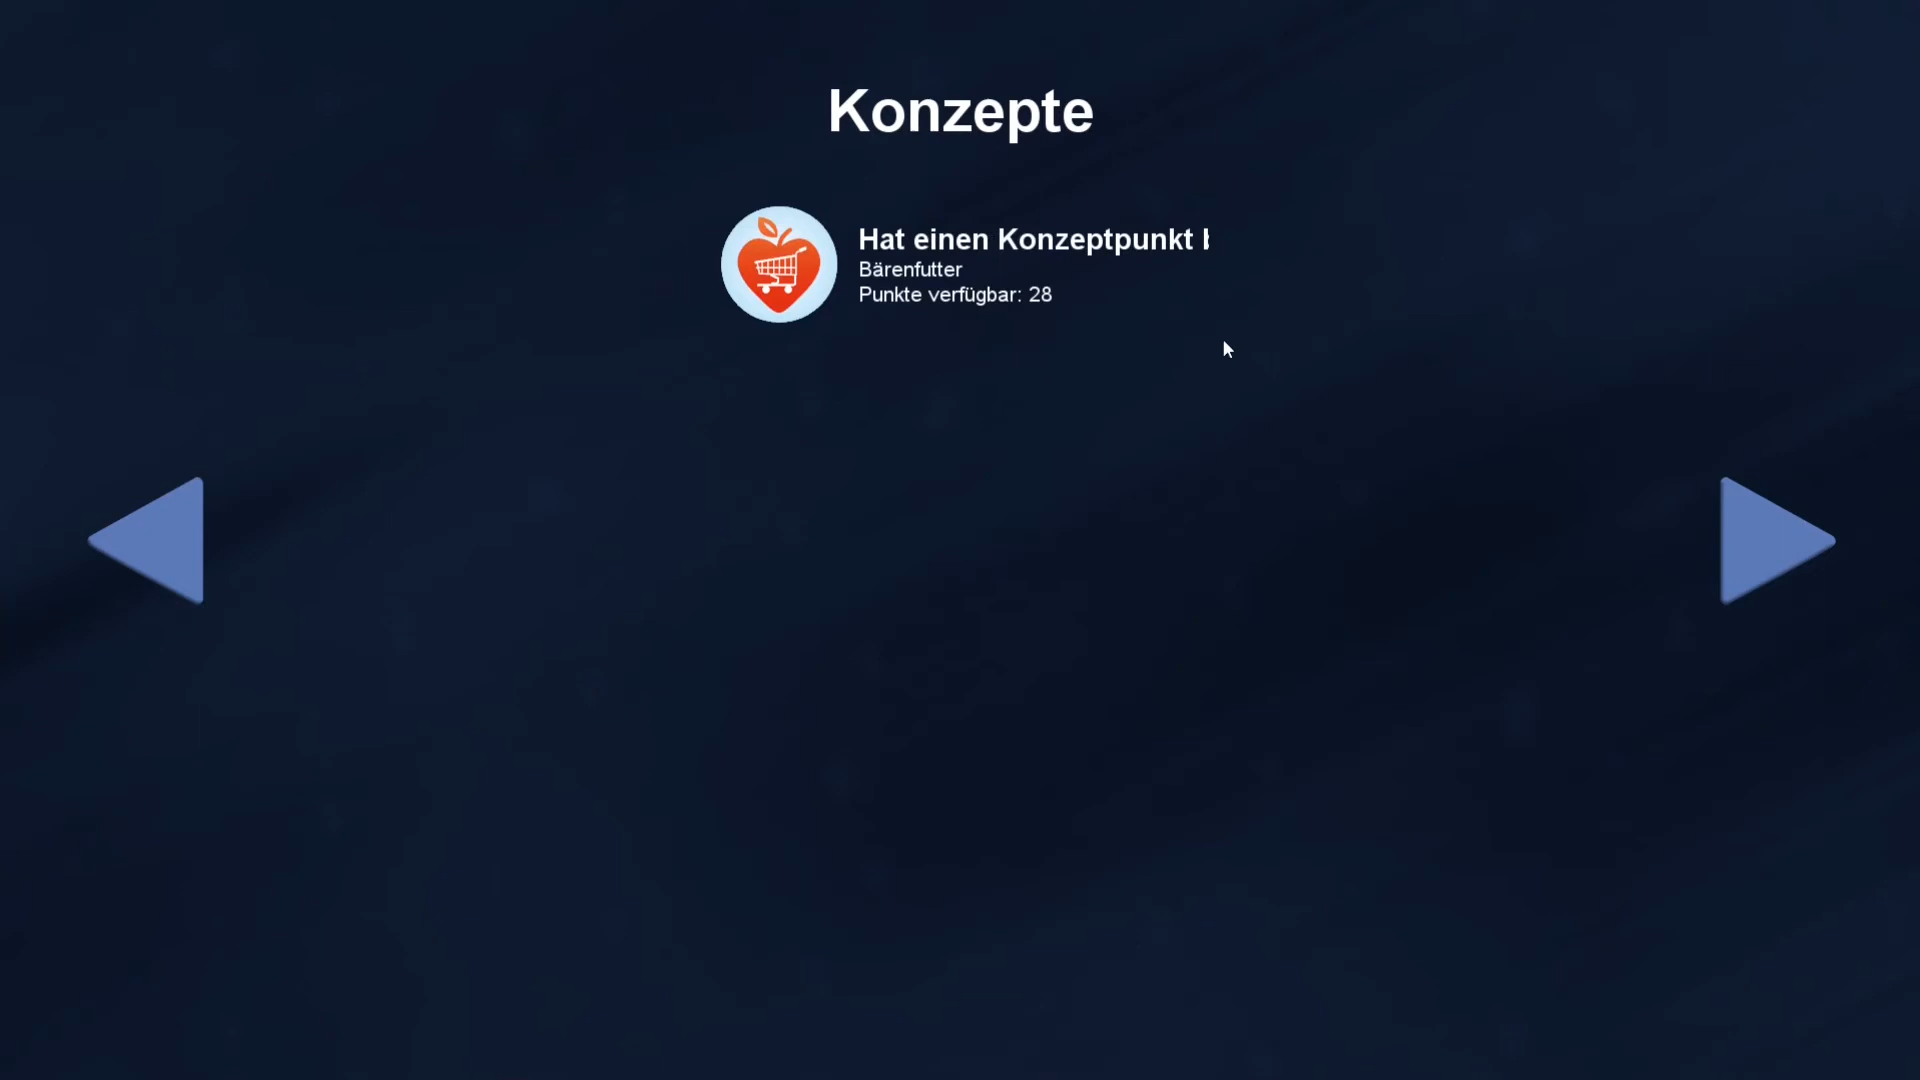 Konzepte
Hat einen Konzeptpunkt
Bärenfutter
Punkte verfügbar: 28